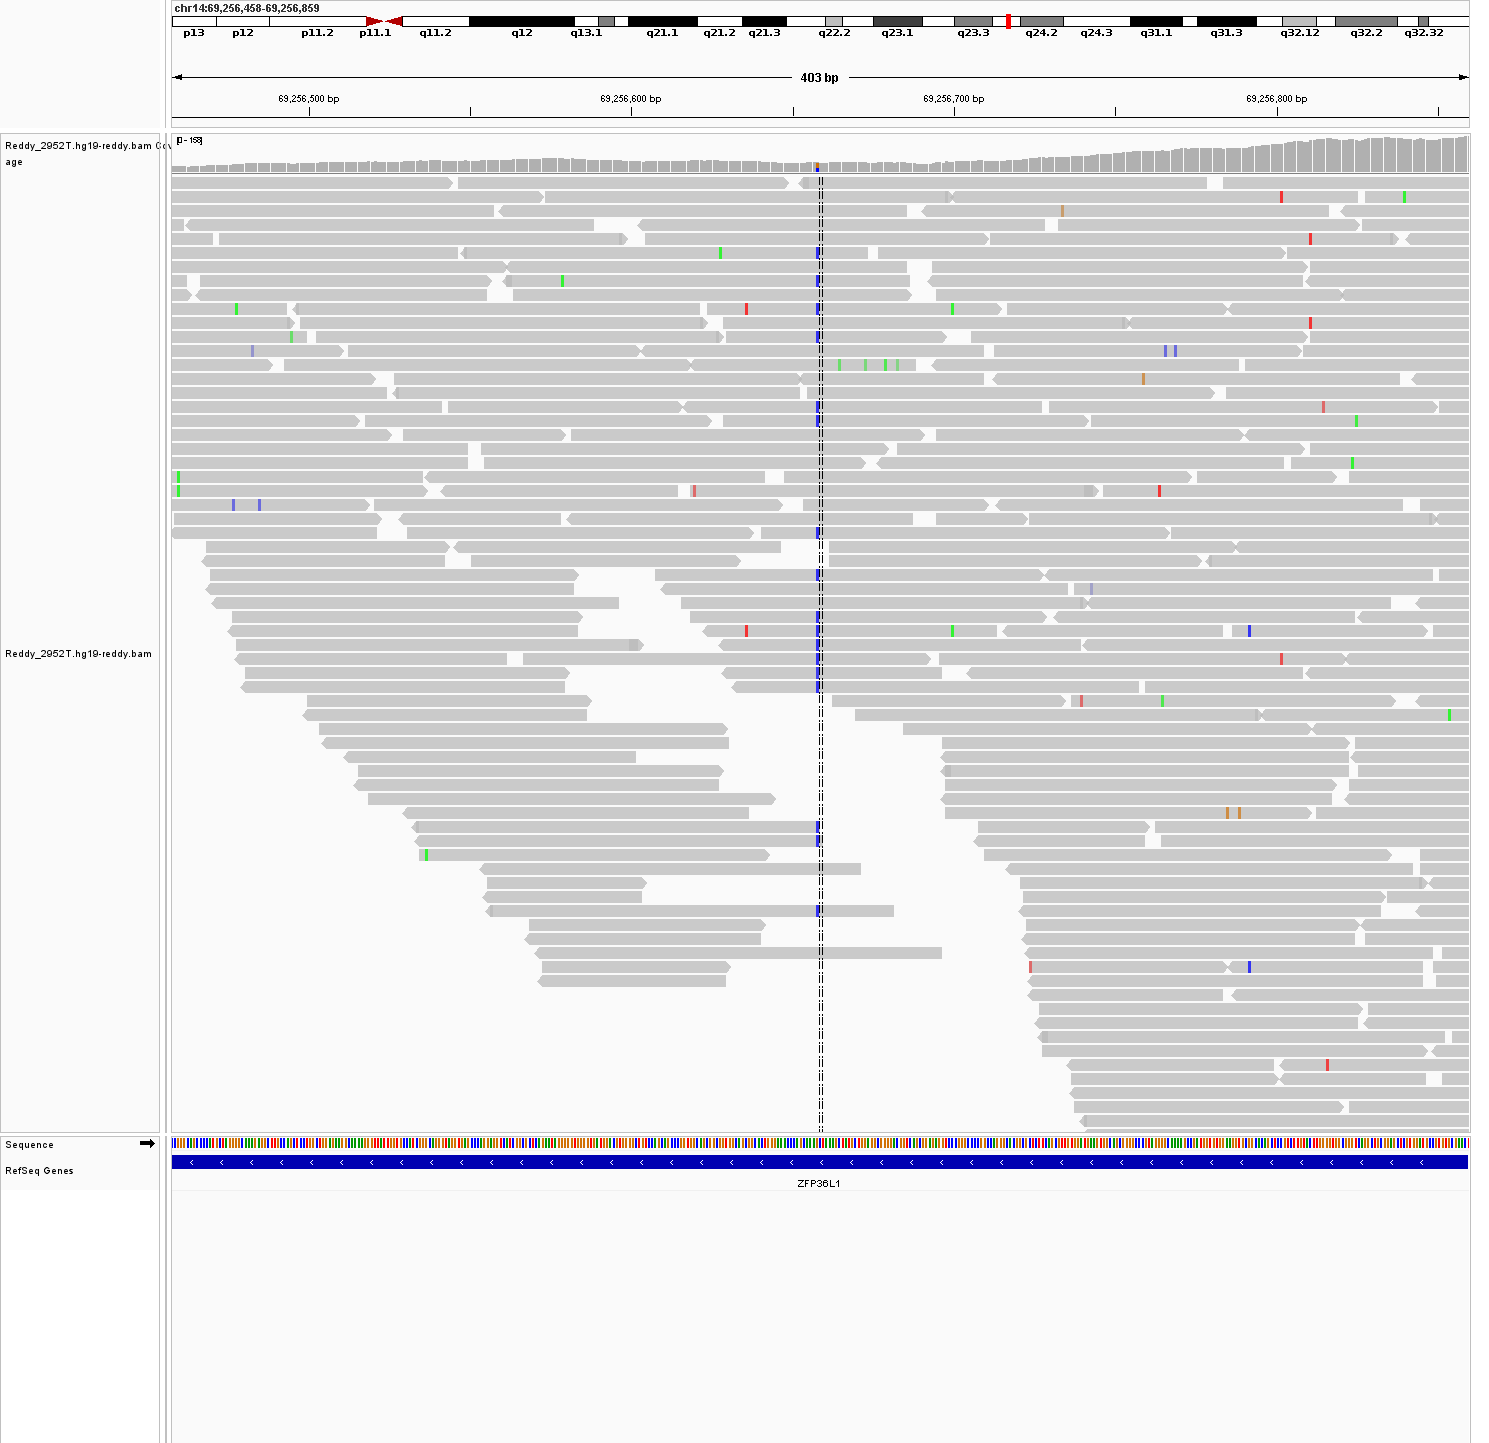 chr14:69,256,458-69,256,859
p13 p12 p11.2 p11.1 q11.2 q12 q13.1 q21.1 q21.2 q21.3 q22.2 q23.1 q23.3 q24.2 q24.3 q31.1 q31.3 q32.12 q32.2 q32.32
403 bp
69,256,500 bp 69,256,600 bp 69,256,700 bp 69,256,800 bp
[0 - 158]
Reddy_2952T.hg19-reddy.bam Cov
age
Reddy_2952T.hg19-reddy.bam
Sequence
RefSeq Genes
ZFP36L1